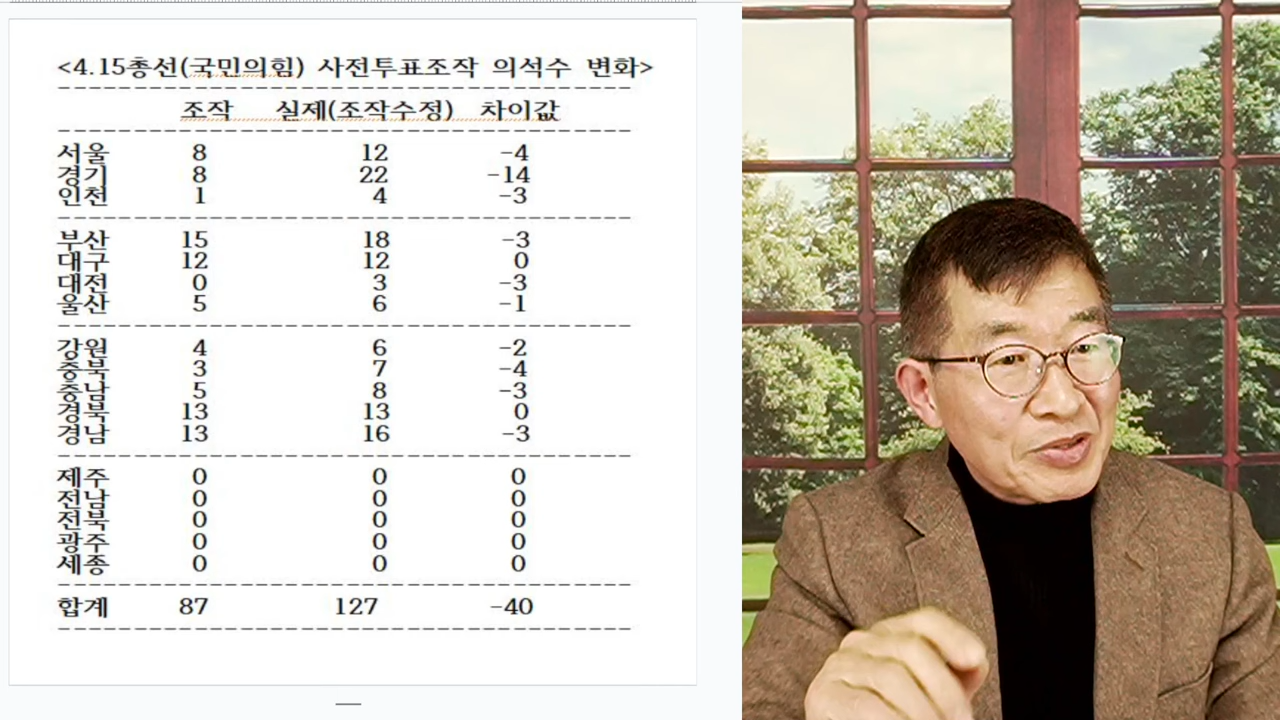 <4.15총선(국민의힘) 사전투표조작 의석수 변화>
조작 실제(조작수정) 차이값
서울 8 12 -4
경기 8 22 -14
인천 1 4 -3
부산 15 18 -3
대구 12 12 0
대전 0 3 -3
울산 5 6 -1
강원 4 6 -2
충북 3 7 -4
충남 5 8 -3
경북 13 13 0
경남 13 16 -3
제주 0 0 0
전남 0 0 0
전북 0 0 0
광주 0 0 0
세종 0 0 0
합계 87 127 -40